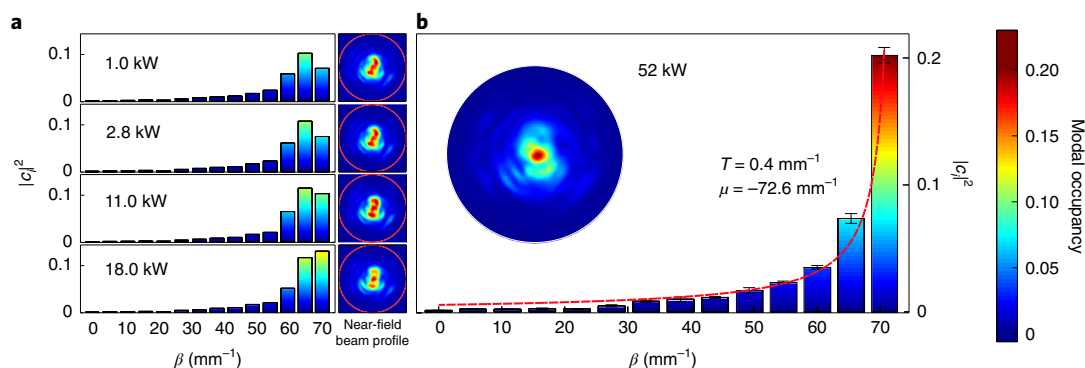 a
0.1
0
1.0 kW
0.1
0
2.8 kW
0.1
0
11.0 kW
0.1
0
18.0 kW
|cⱼ|²
0 10 20 30 40 50 60 70
β (mm⁻¹)
Near-field
beam profile
b
52 kW
T = 0.4 mm⁻¹
μ = −72.6 mm⁻¹
0 10 20 30 40 50 60 70
β (mm⁻¹)
0.2
0.1
0
|cⱼ|²
0.20
0.15
0.10
0.05
0
Modal occupancy